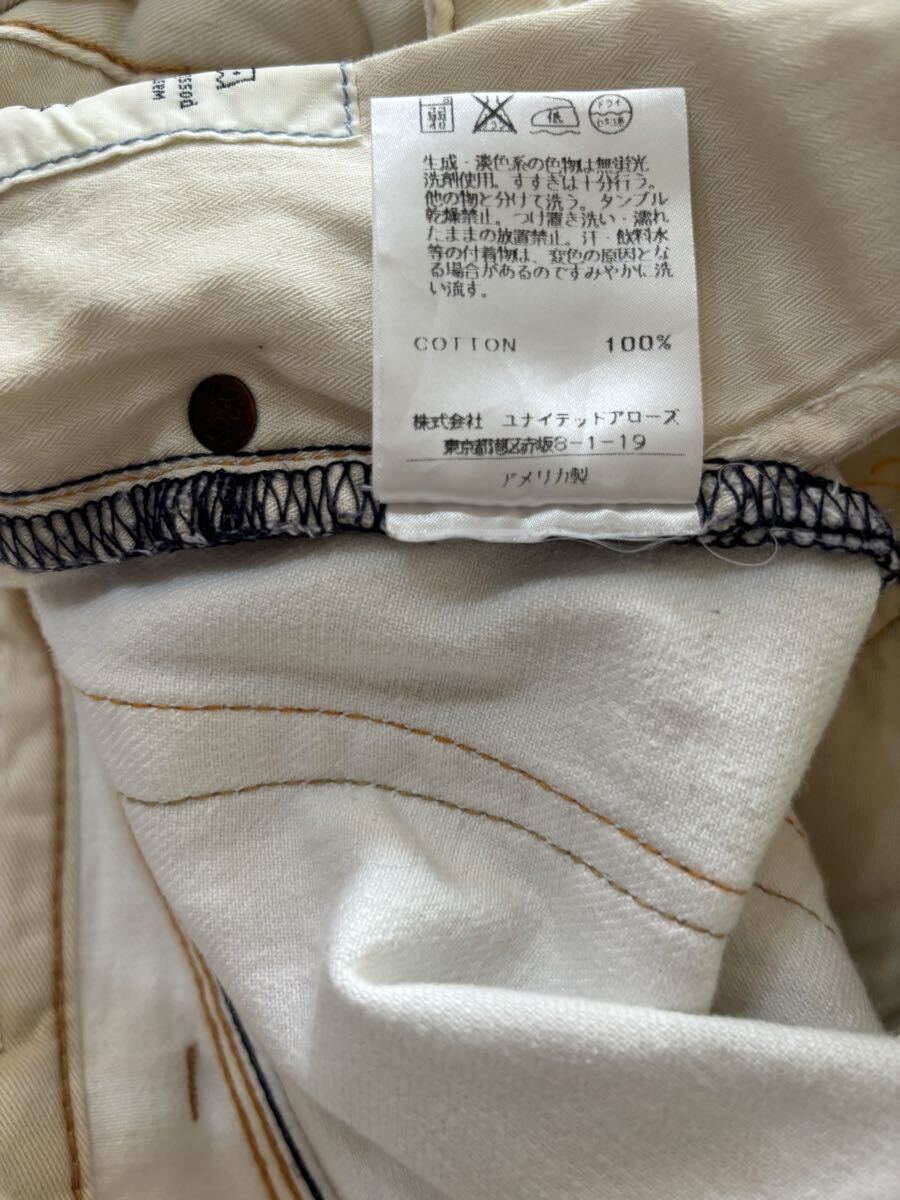 低 ドライ
生成・淡色系の色物は無蛍光
洗剤使用。すすぎは十分行う。
他の物と分けて洗う。タンブル
乾燥禁止。つけ置き洗い・濡れ
たままの放置禁止。汗・飲料水
等の付着物は、変色の原因とな
る場合があるのですみやかに洗
い流す。
COTTON 100%
株式会社 ユナイテッドアローズ
東京都港区赤坂8-1-19
アメリカ製